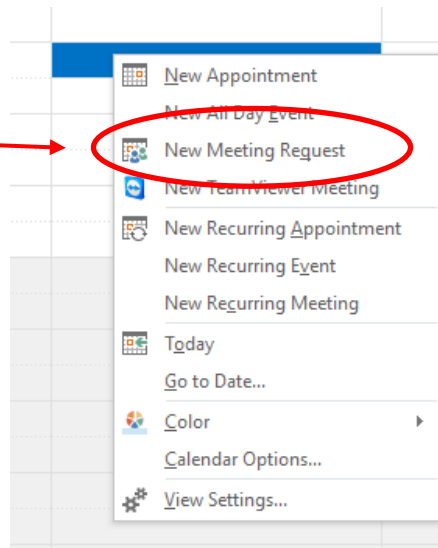 New Appointment
New All Day Event
New Meeting Request
New TeamViewer Meeting
New Recurring Appointment
New Recurring Event
New Recurring Meeting
Today
Go to Date...
Color
Calendar Options...
View Settings...